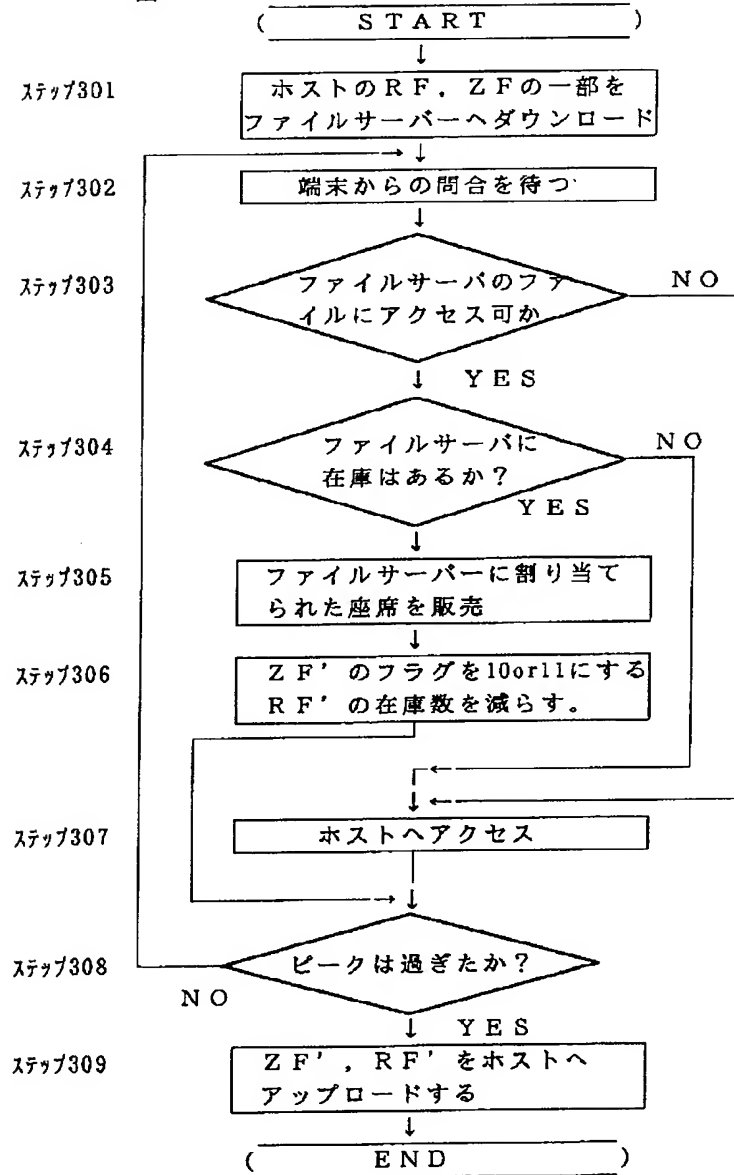 START
ステップ301
ホストのRF，ZFの一部を
ファイルサーバーへダウンロード
ステップ302
端末からの問合を待つ
ステップ303
ファイルサーバのファ
イルにアクセス可か
NO
YES
ステップ304
ファイルサーバに
在庫はあるか？
NO
YES
ステップ305
ファイルサーバーに割り当て
られた座席を販売
ステップ306
ZF'のフラグを10or11にする
RF'の在庫数を減らす。
ステップ307
ホストへアクセス
ステップ308
ピークは過ぎたか？
NO
YES
ステップ309
ZF'，RF'をホストへ
アップロードする
END